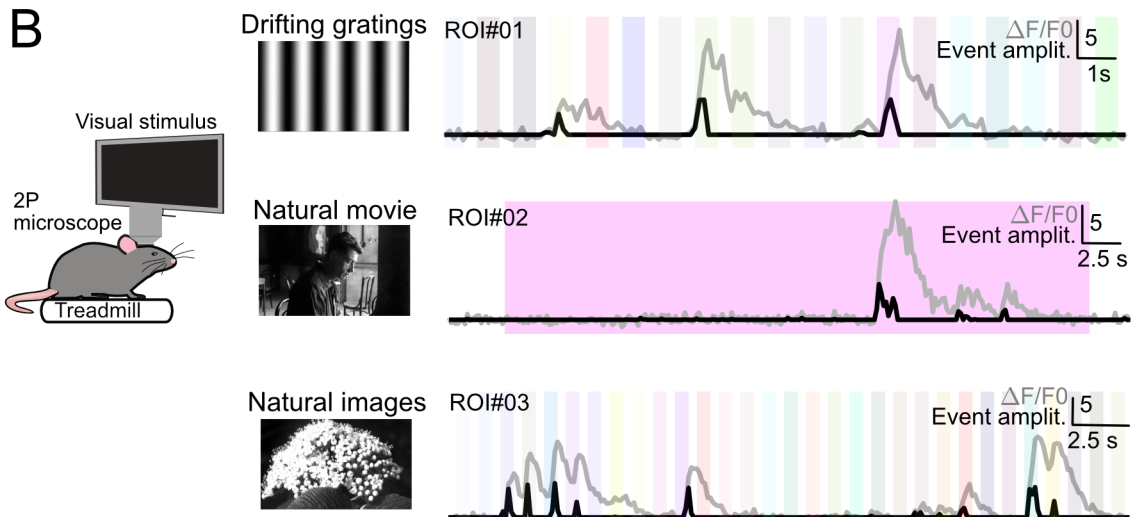 B
Visual stimulus
2P
microscope
Treadmill
Drifting gratings
ROI#01
ΔF/F0
Event amplit.
5
1s
Natural movie
ROI#02
ΔF/F0
Event amplit.
5
2.5 s
Natural images
ROI#03
ΔF/F0
Event amplit.
5
2.5 s